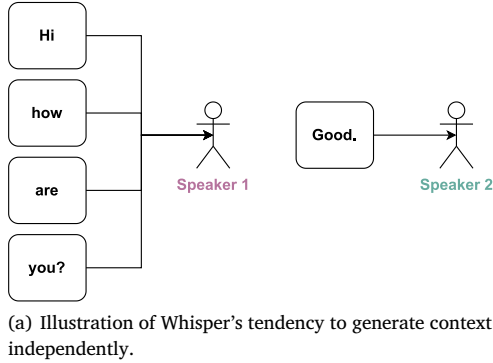 Hi
how
are
you?
Speaker 1
Good.
Speaker 2
(a) Illustration of Whisper's tendency to generate context
independently.